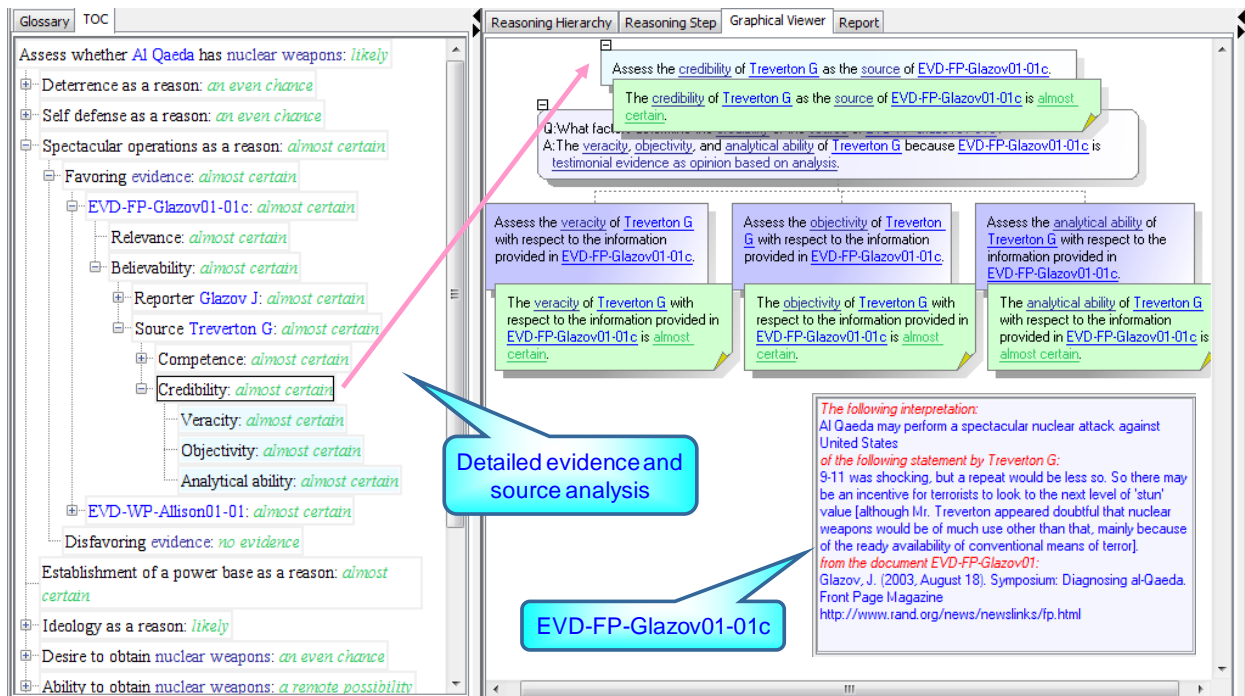 Glossary TOC
Assess whether Al Qaeda has nuclear weapons: likely
Deterrence as a reason: an even chance
Self defense as a reason: an even chance
Spectacular operations as a reason: almost certain
Favoring evidence: almost certain
EVD-FP-Glazov01-01c: almost certain
Relevance: almost certain
Believability: almost certain
Reporter Glazov J: almost certain
Source Treverton G: almost certain
Competence: almost certain
Credibility: almost certain
Veracity: almost certain
Objectivity: almost certain
Analytical ability: almost certain
EVD-WP-Allison01-01: almost certain
Disfavoring evidence: no evidence
Establishment of a power base as a reason: almost
certain
Ideology as a reason: likely
Desire to obtain nuclear weapons: an even chance
Ability to obtain nuclear weapons: a remote possibility
Detailed evidence and
source analysis
Reasoning Hierarchy Reasoning Step Graphical Viewer Report
Assess the credibility of Treverton G as the source of EVD-FP-Glazov01-01c.
The credibility of Treverton G as the source of EVD-FP-Glazov01-01c is almost
certain.
Q:What
A:The veracity, objectivity, and analytical ability of Treverton G because EVD-FP-Glazov01-01c is
testimonial evidence as opinion based on analysis.
Assess the veracity of Treverton G
with respect to the information
provided in EVD-FP-Glazov01-01c.
The veracity of Treverton G with
respect to the information provided in
EVD-FP-Glazov01-01c is almost
certain.
Assess the objectivity of Treverton
G with respect to the information
provided in EVD-FP-Glazov01-01c.
The objectivity of Treverton G with
respect to the information provided in
EVD-FP-Glazov01-01c is almost
certain.
Assess the analytical ability of
Treverton G with respect to the
information provided in
EVD-FP-Glazov01-01c.
The analytical ability of Treverton G
with respect to the information
provided in EVD-FP-Glazov01-01c is
almost certain.
The following interpretation:
Al Qaeda may perform a spectacular nuclear attack against
United States
of the following statement by Treverton G:
9-11 was shocking, but a repeat would be less so. So there may
be an incentive for terrorists to look to the next level of 'stun'
value [although Mr. Treverton appeared doubtful that nuclear
weapons would be of much use other than that, mainly because
of the ready availability of conventional means of terror].
from the document EVD-FP-Glazov01:
Glazov, J. (2003, August 18). Symposium: Diagnosing al-Qaeda.
Front Page Magazine
http://www.rand.org/news/newslinks/fp.html
EVD-FP-Glazov01-01c